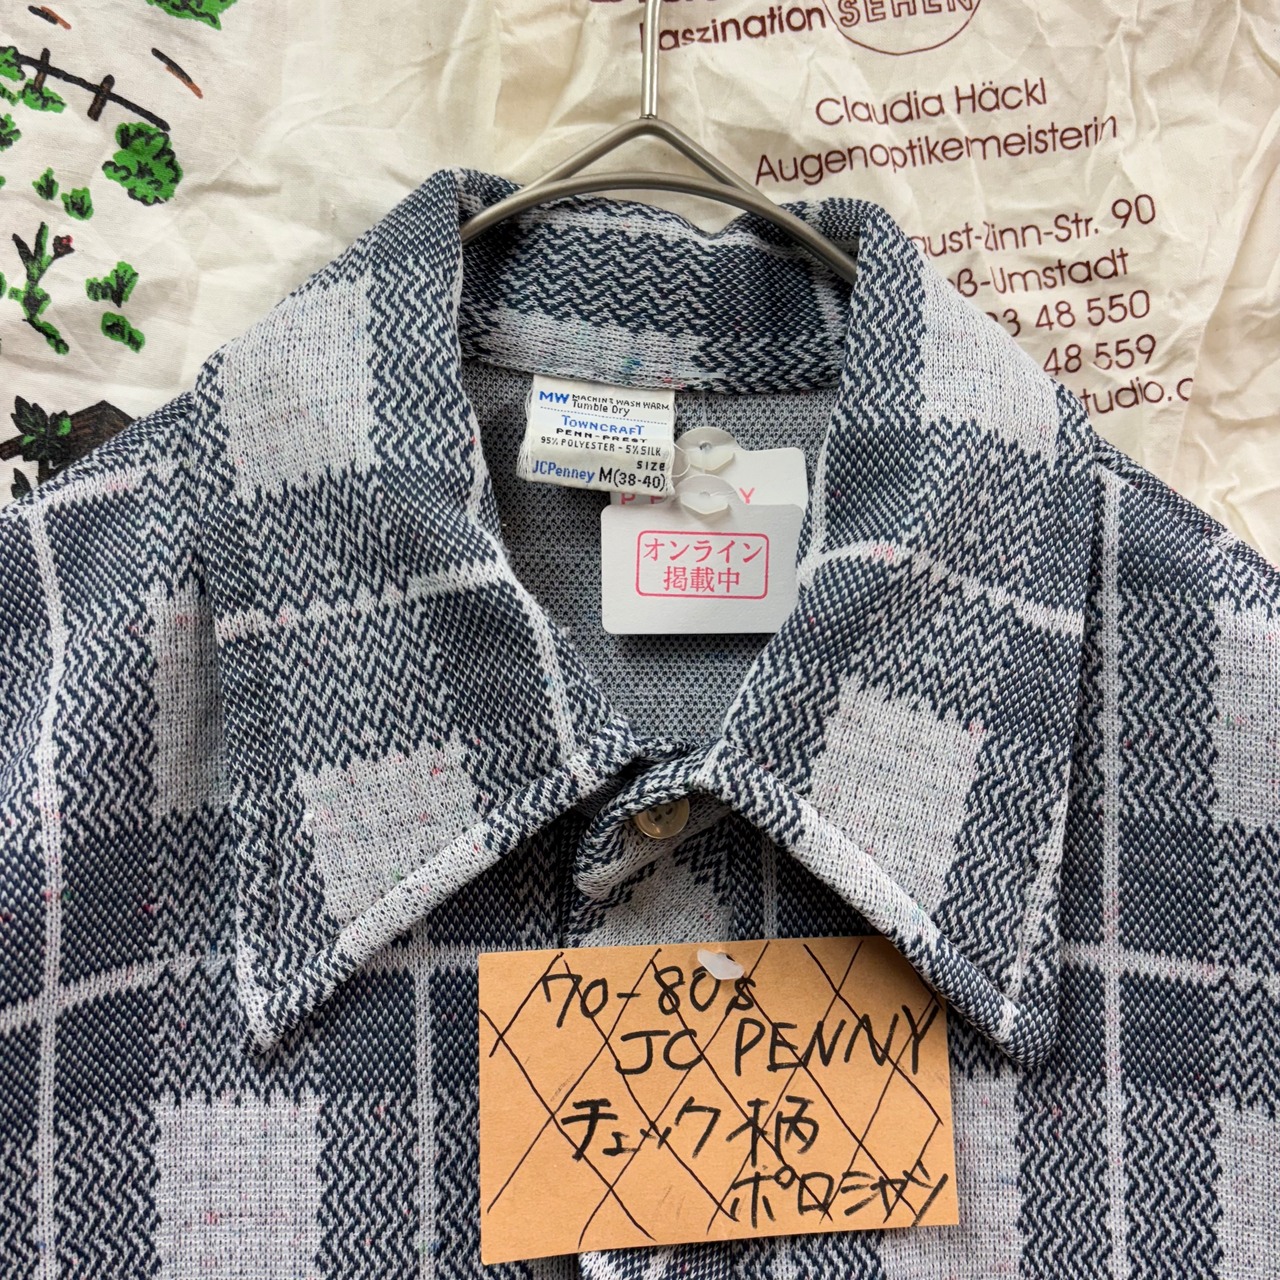 Faszination
SEHEN
Claudia Häckl
Augenoptikermeisterin
aust-Zinn-Str. 90
ß-Umstadt
3 48 550
48 559
tudio.c
MW MACHINE WASH WARM
Tumble Dry
TOWNCRAFT
PENN-PREST
95% POLYESTER - 5% SILK
SIZE
JCPenney M(38-40)
オンライン
掲載中
70-80s
JC PENNY
チェック柄
ポロシャツ